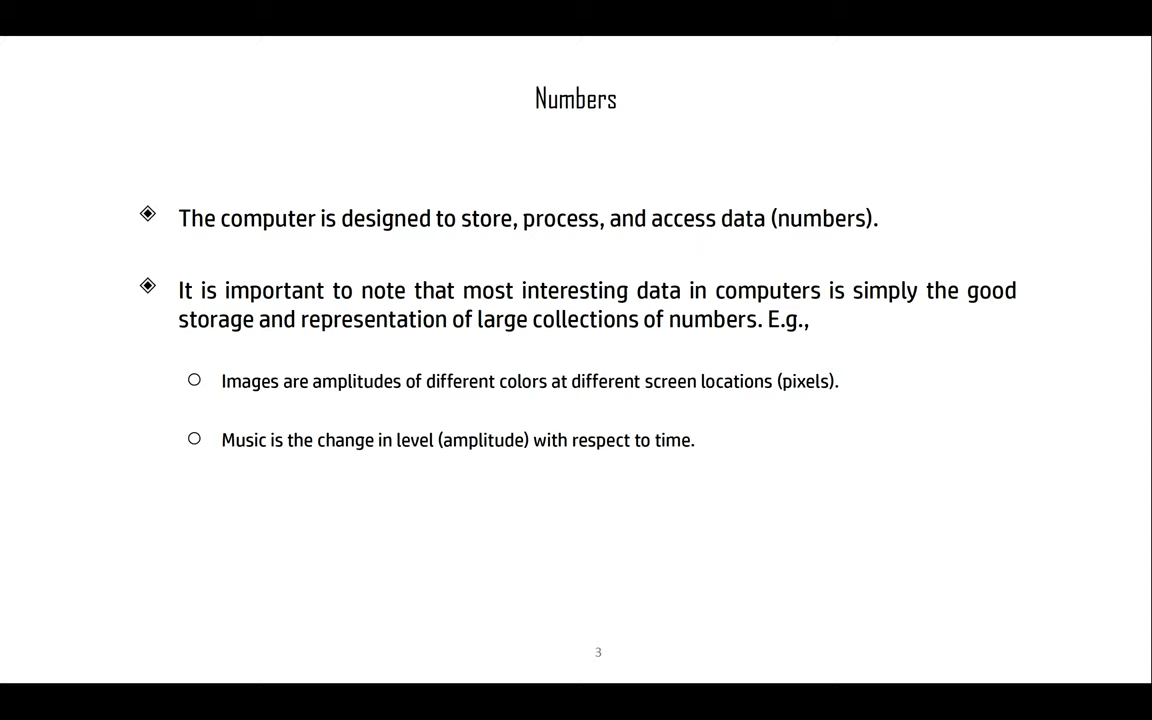 Numbers
The computer is designed to store, process, and access data (numbers).
It is important to note that most interesting data in computers is simply the good
storage and representation of large collections of numbers. E.g.,
Images are amplitudes of different colors at different screen locations (pixels).
Music is the change in level (amplitude) with respect to time.
3